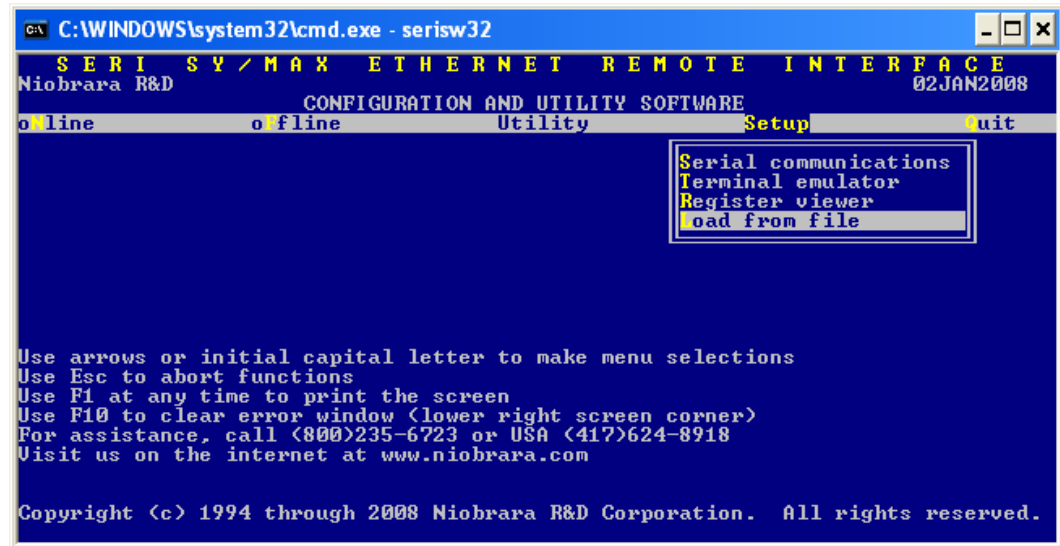 C:\WINDOWS\system32\cmd.exe - serisw32
S E R I   S Y / M A X   E T H E R N E T   R E M O T E   I N T E R F A C E
Niobrara R&D 02JAN2008
CONFIGURATION AND UTILITY SOFTWARE
oNline oFfline Utility Setup Quit
Serial communications
Terminal emulator
Register viewer
Load from file
Use arrows or initial capital letter to make menu selections
Use Esc to abort functions
Use F1 at any time to print the screen
Use F10 to clear error window (lower right screen corner)
For assistance, call (800)235-6723 or USA (417)624-8918
Visit us on the internet at www.niobrara.com
Copyright (c) 1994 through 2008 Niobrara R&D Corporation.  All rights reserved.